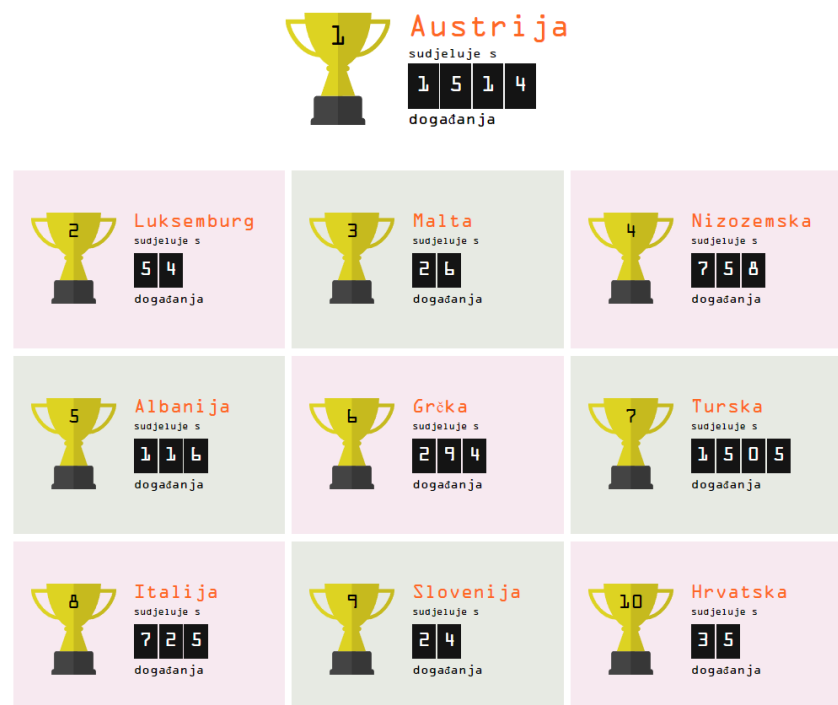 1
Austrija
sudjeluje s
1514
događanja
2
Luksemburg
sudjeluje s
54
događanja
3
Malta
sudjeluje s
26
događanja
4
Nizozemska
sudjeluje s
758
događanja
5
Albanija
sudjeluje s
116
događanja
6
Grčka
sudjeluje s
294
događanja
7
Turska
sudjeluje s
1505
događanja
8
Italija
sudjeluje s
725
događanja
9
Slovenija
sudjeluje s
24
događanja
10
Hrvatska
sudjeluje s
35
događanja